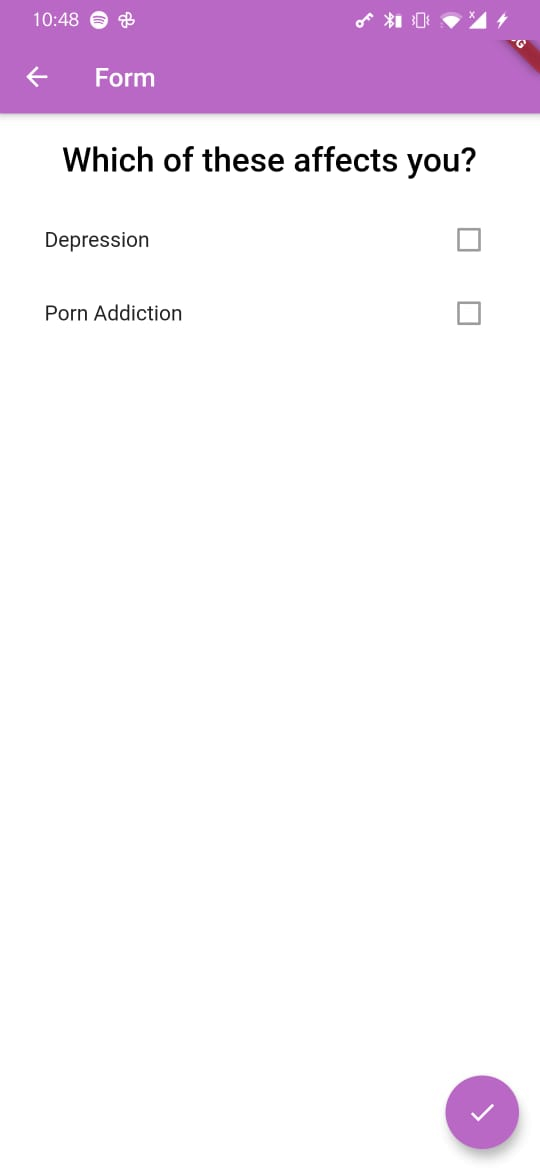 10:48
Form
Which of these affects you?
Depression
Porn Addiction